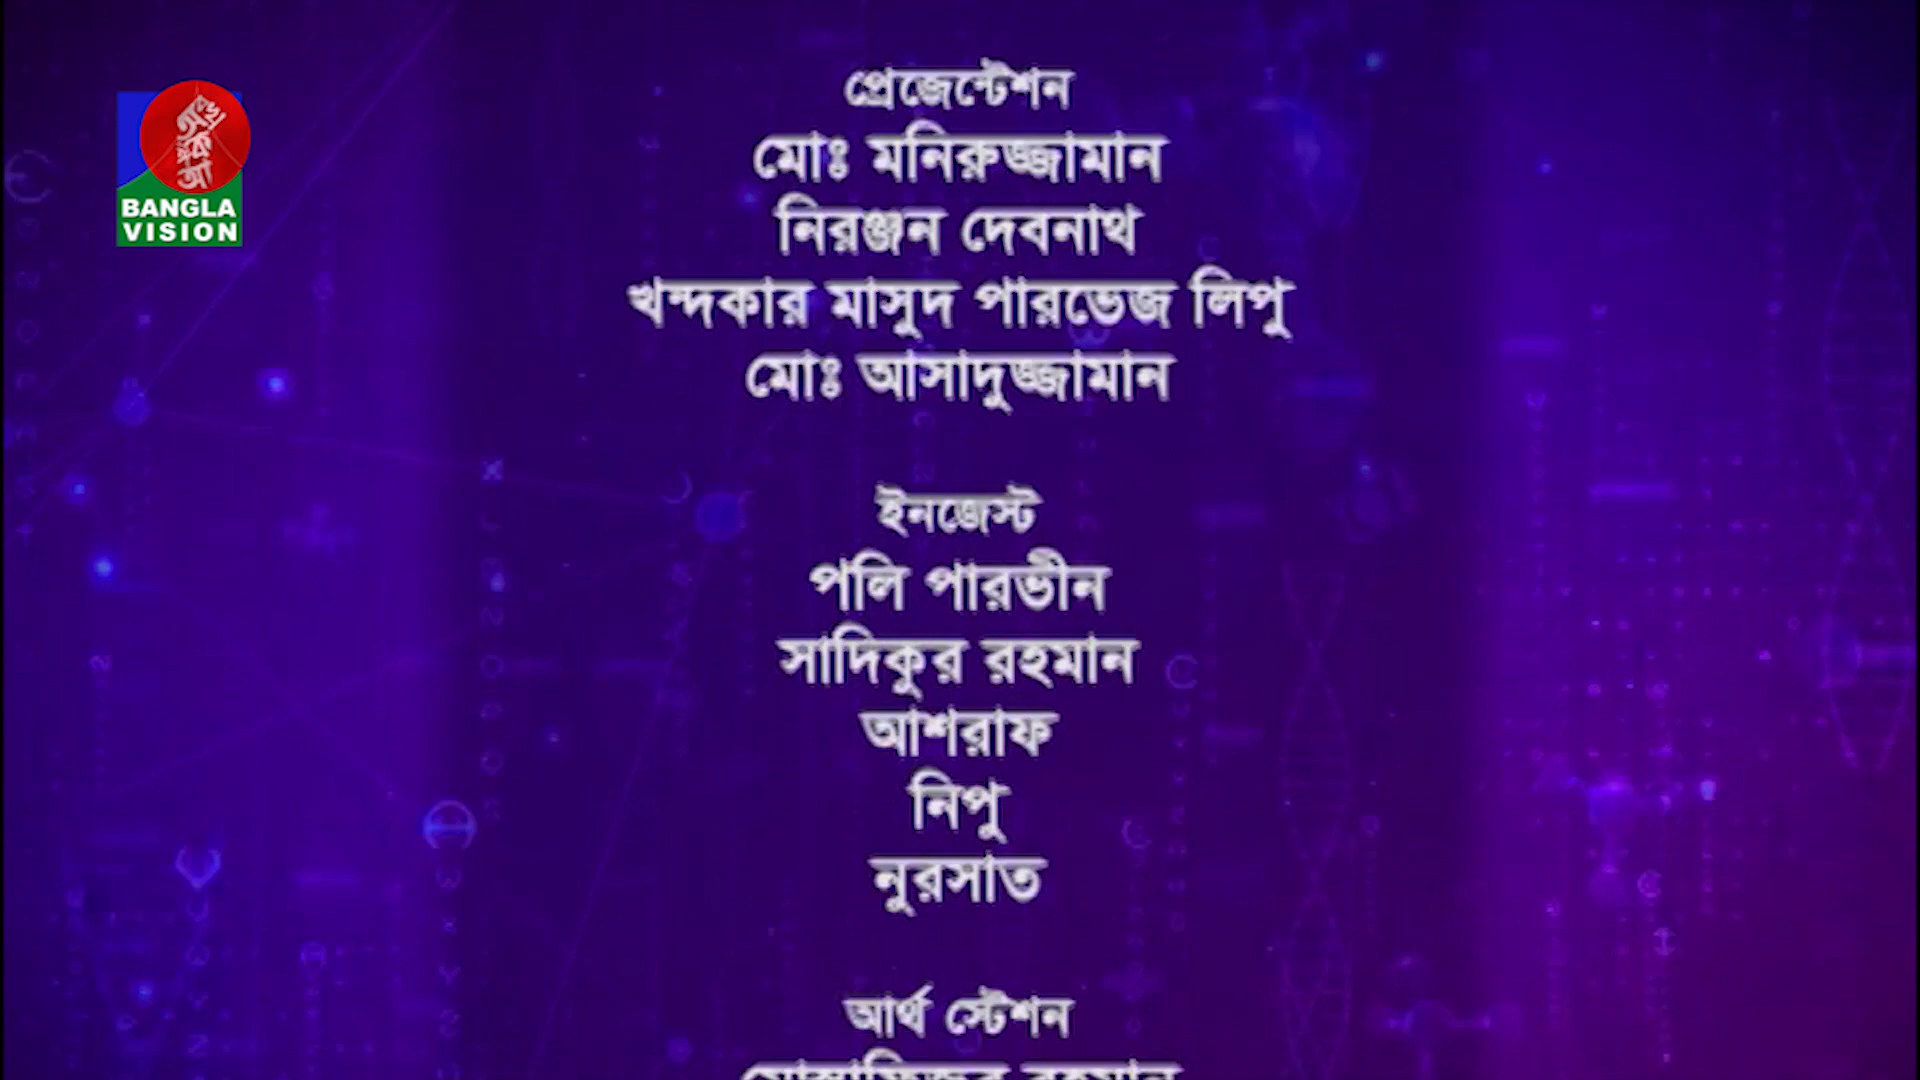 BANGLA
VISION
প্রেজেন্টেশন
মোঃ মনিরুজ্জামান
নিরঞ্জন দেবনাথ
খন্দকার মাসুদ পারভেজ লিপু
মোঃ আসাদুজ্জামান
ইনজেস্ট
পলি পারভীন
সাদিকুর রহমান
আশরাফ
নিপু
নুরসাত
আর্থ স্টেশন
রহমান